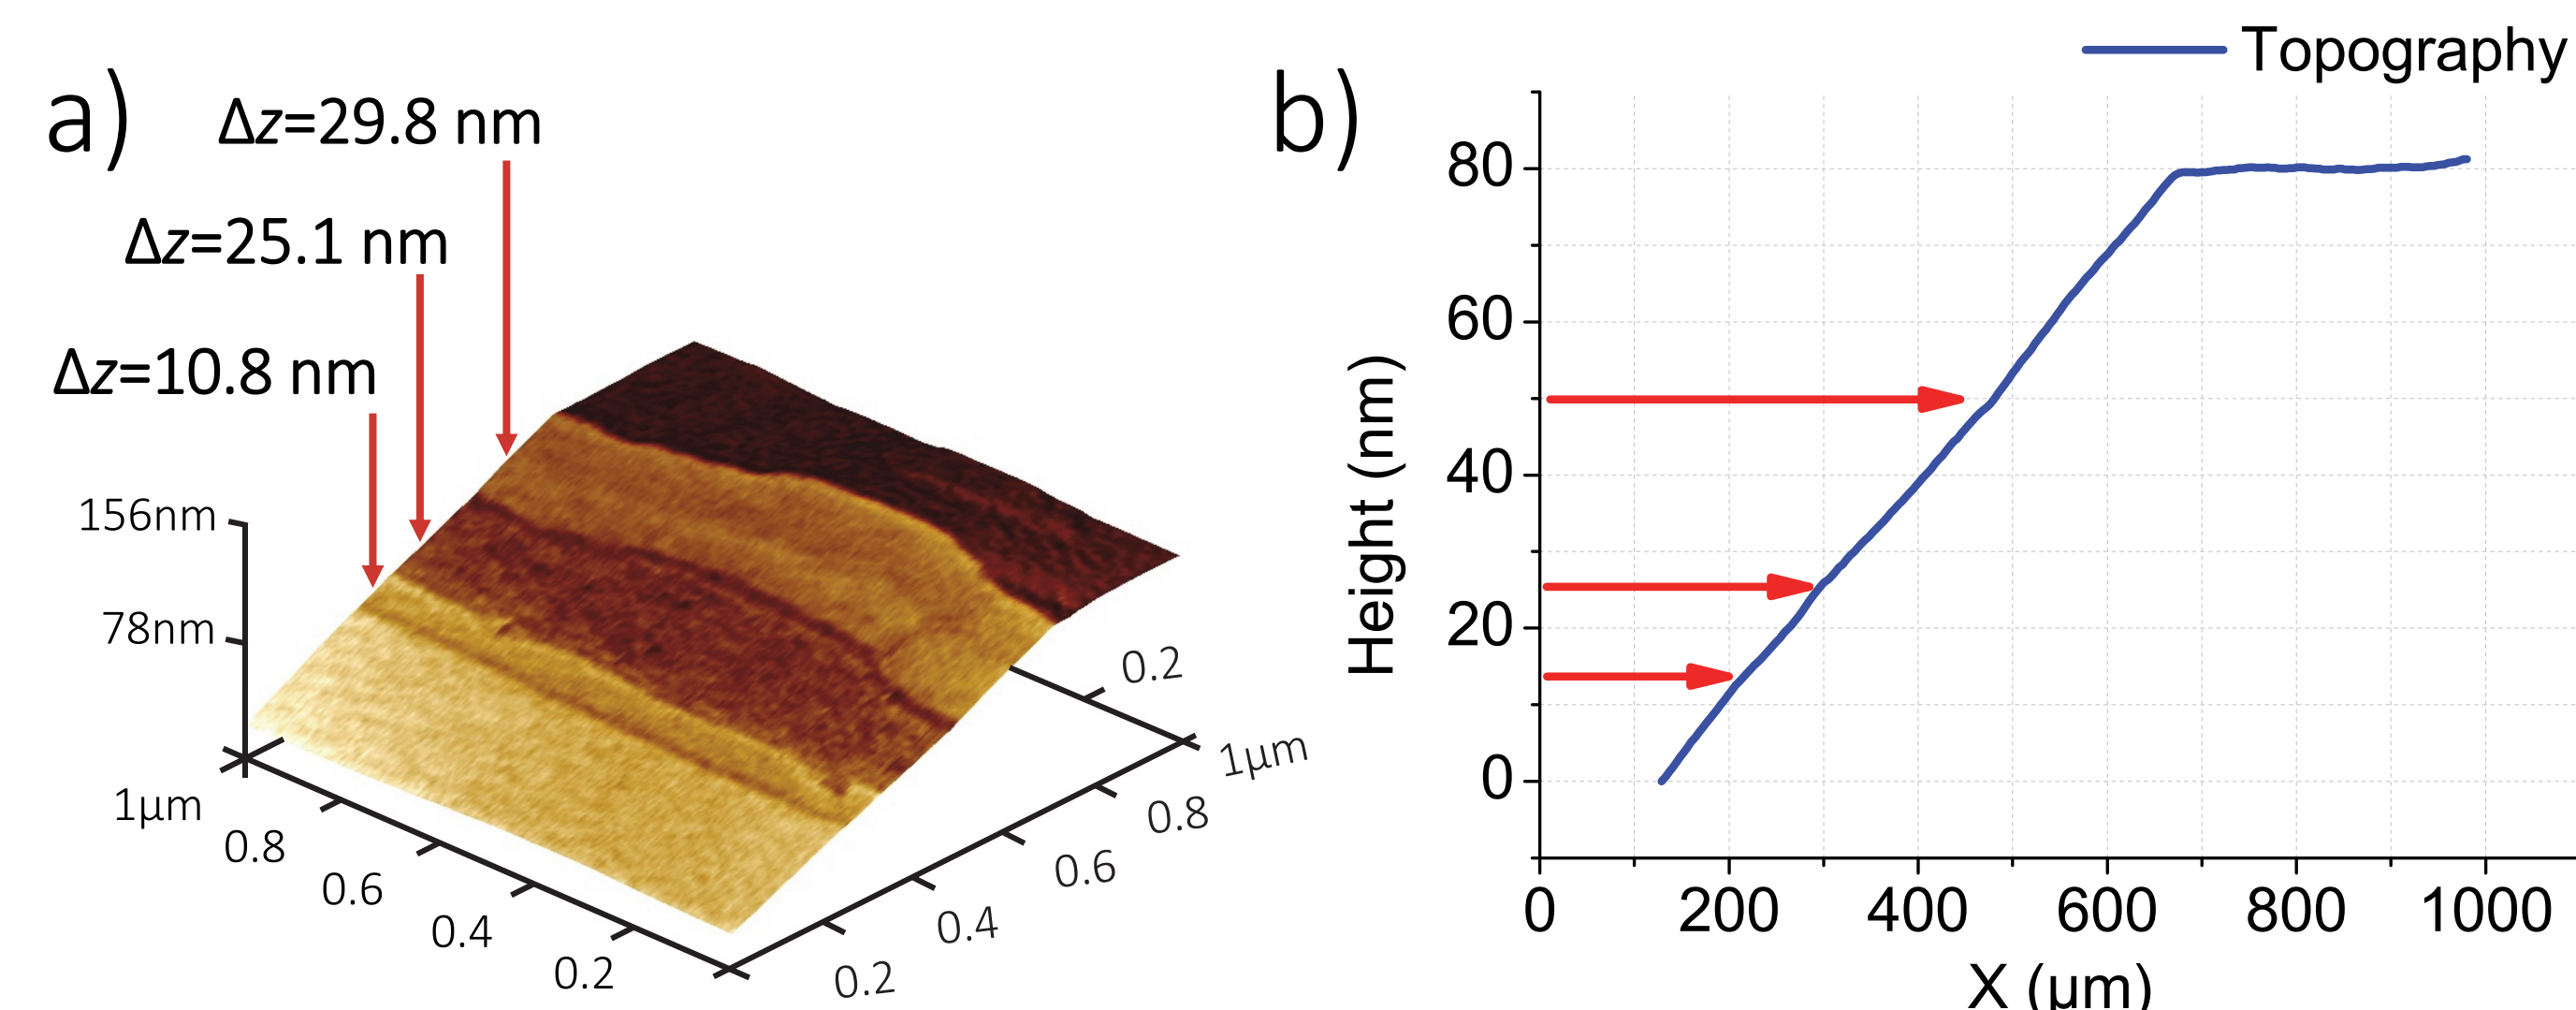 a)
Δz=29.8 nm
Δz=25.1 nm
Δz=10.8 nm
156nm
78nm
1µm
0.8
0.6
0.4
0.2
0.2
0.4
0.6
0.8
1µm
0.2
b)
Topography
Height (nm)
80
60
40
20
0
0 200 400 600 800 1000
X (µm)